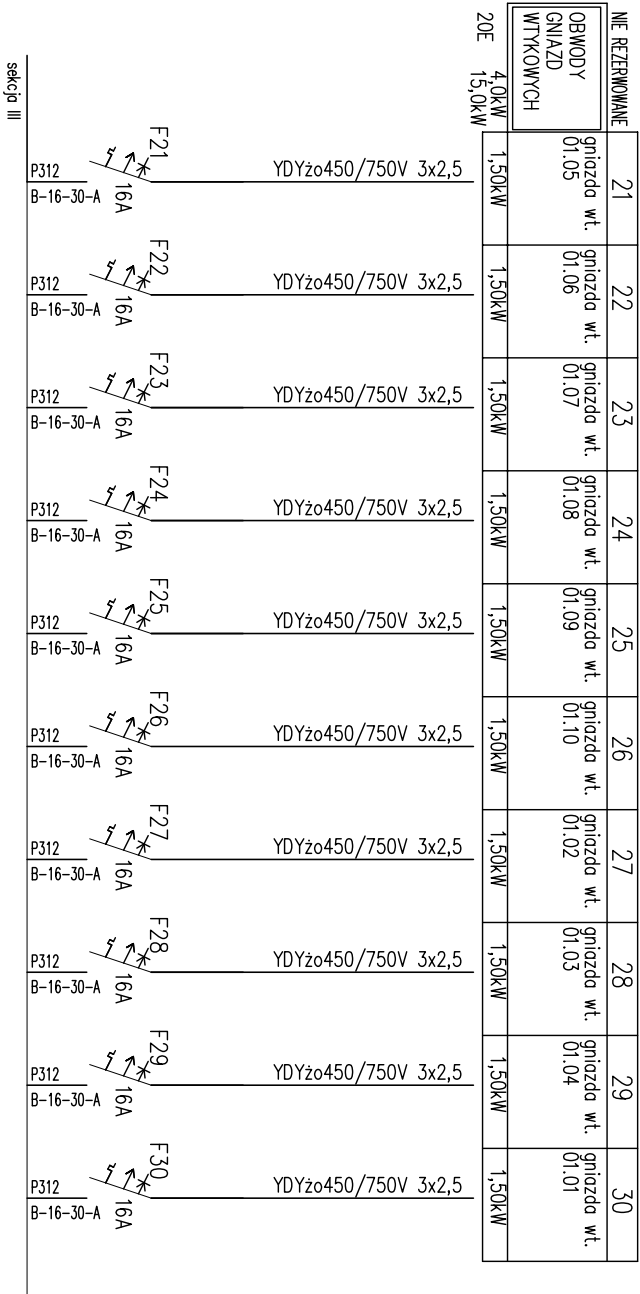 NIE REZERWOWANE
OBWODY
GNIAZD
WTYKOWYCH
4,0kW
20E
15,0kW
21
gniazda wt.
01.05
1,50kW
YDYżo450/750V 3x2,5
F21
16A
P312
B-16-30-A
22
gniazda wt.
01.06
1,50kW
YDYżo450/750V 3x2,5
F22
16A
P312
B-16-30-A
23
gniazda wt.
01.07
1,50kW
YDYżo450/750V 3x2,5
F23
16A
P312
B-16-30-A
24
gniazda wt.
01.08
1,50kW
YDYżo450/750V 3x2,5
F24
16A
P312
B-16-30-A
25
gniazda wt.
01.09
1,50kW
YDYżo450/750V 3x2,5
F25
16A
P312
B-16-30-A
26
gniazda wt.
01.10
1,50kW
YDYżo450/750V 3x2,5
F26
16A
P312
B-16-30-A
27
gniazda wt.
01.02
1,50kW
YDYżo450/750V 3x2,5
F27
16A
P312
B-16-30-A
28
gniazda wt.
01.03
1,50kW
YDYżo450/750V 3x2,5
F28
16A
P312
B-16-30-A
29
gniazda wt.
01.04
1,50kW
YDYżo450/750V 3x2,5
F29
16A
P312
B-16-30-A
30
gniazda wt.
01.01
1,50kW
YDYżo450/750V 3x2,5
F30
16A
P312
B-16-30-A
sekcja III